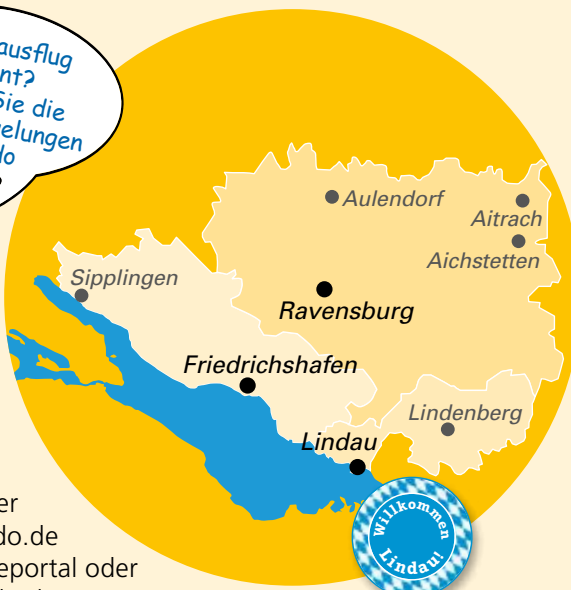 ausflug
nt?
Sie die
elungen
do
Aulendorf
Aitrach
Aichstetten
Sipplingen
Ravensburg
Friedrichshafen
Lindenberg
Lindau
er
do.de
eportal oder
Willkommen
Lindau!